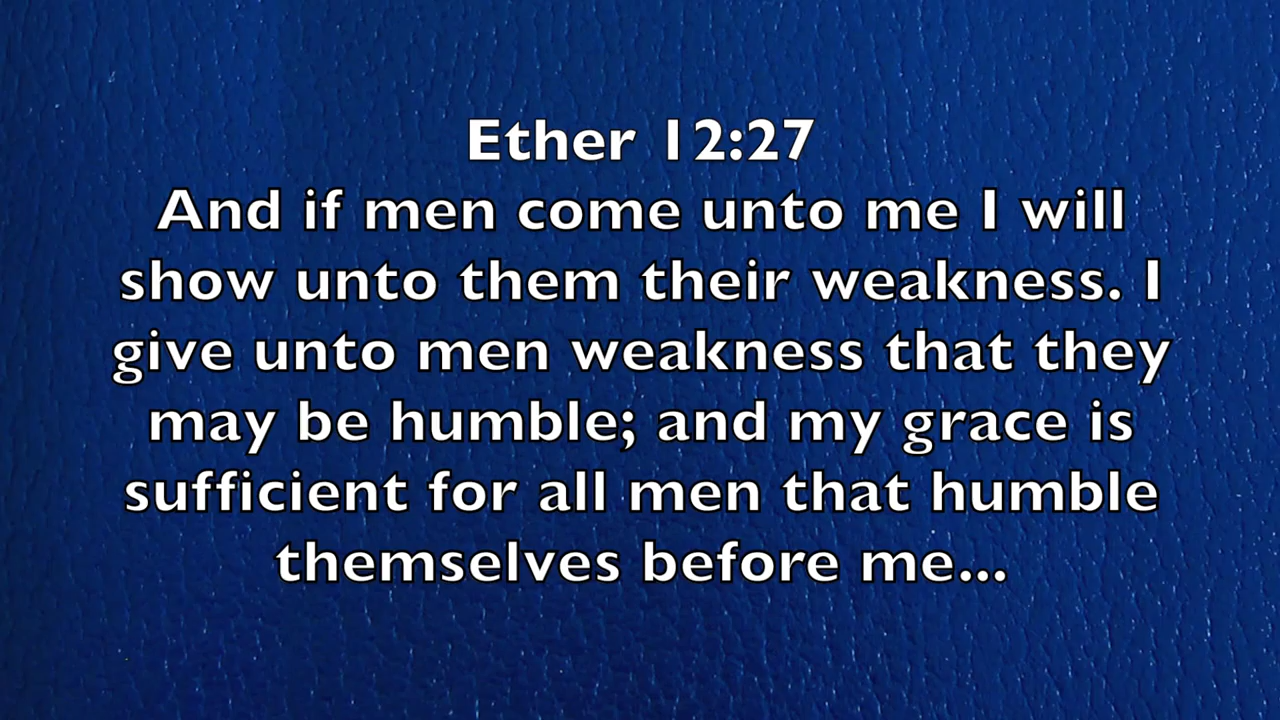 Ether 12:27
And if men come unto me I will
show unto them their weakness. I
give unto men weakness that they
may be humble; and my grace is
sufficient for all men that humble
themselves before me...